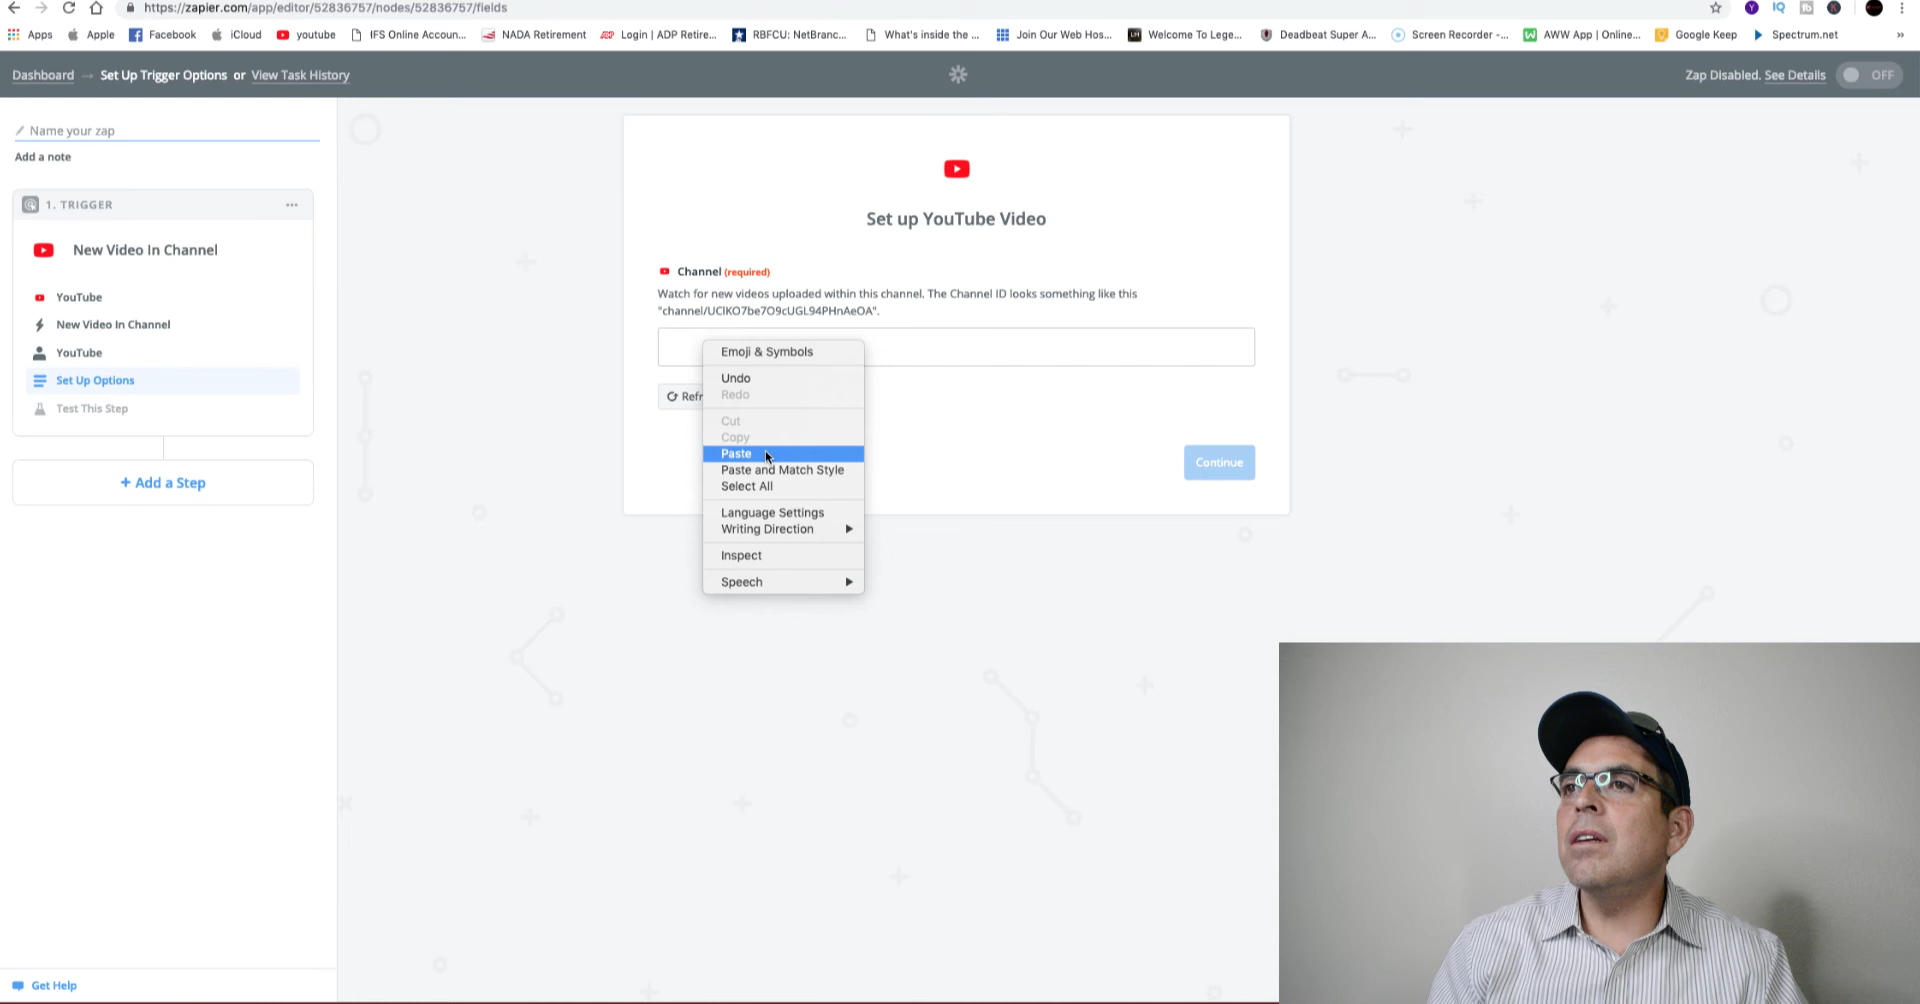 https://zapier.com/app/editor/52836757/nodes/52836757/fields
Apps Apple Facebook iCloud youtube IFS Online Accoun... NADA Retirement Login | ADP Retire... RBFCU: NetBranc... What's inside the ... Join Our Web Hos... Welcome To Lege... Deadbeat Super A... Screen Recorder -... AWW App | Online... Google Keep Spectrum.net »
Dashboard → Set Up Trigger Options or View Task History
Zap Disabled. See Details OFF
Name your zap
Add a note
1. TRIGGER ...
New Video In Channel
YouTube
New Video In Channel
YouTube
Set Up Options
Test This Step
+ Add a Step
Get Help
Set up YouTube Video
Channel (required)
Watch for new videos uploaded within this channel. The Channel ID looks something like this
"channel/UCIKO7be7O9cUGL94PHnAeOA".
Refr
Continue
Emoji & Symbols
Undo
Redo
Cut
Copy
Paste
Paste and Match Style
Select All
Language Settings
Writing Direction
Inspect
Speech